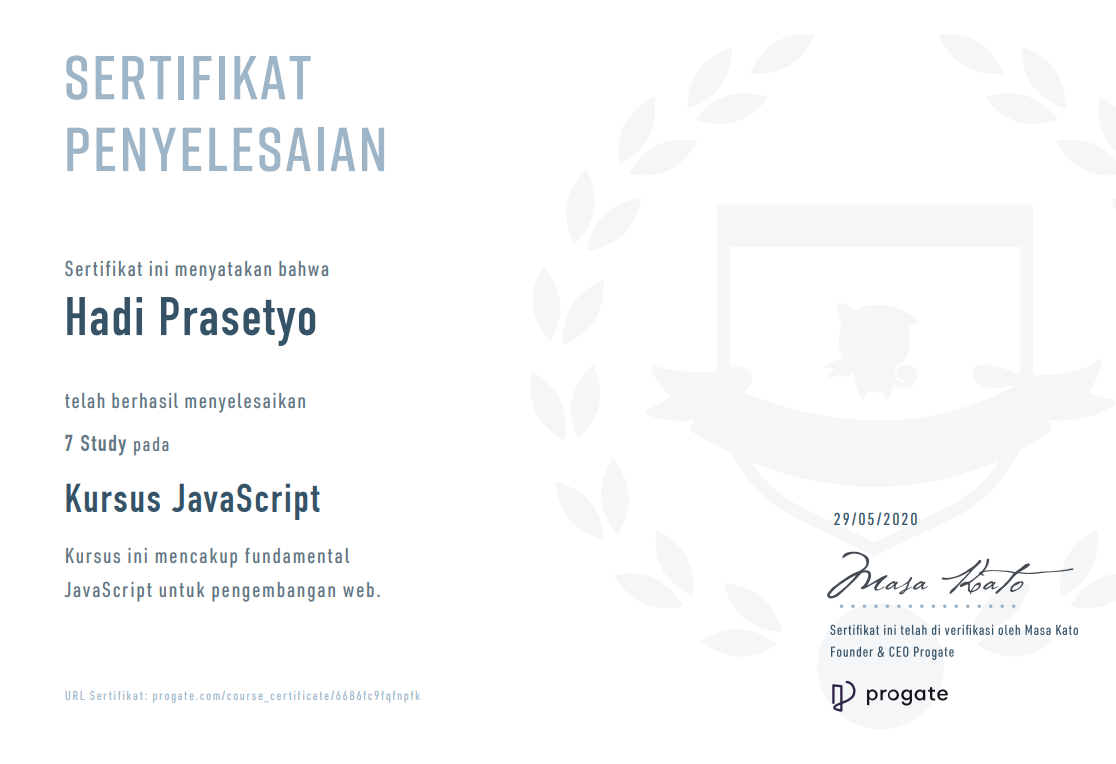 SERTIFIKAT
PENYELESAIAN
Sertifikat ini menyatakan bahwa
Hadi Prasetyo
telah berhasil menyelesaikan
7 Study pada
Kursus JavaScript
Kursus ini mencakup fundamental
JavaScript untuk pengembangan web.
29/05/2020
Masa Kato
Sertifikat ini telah di verifikasi oleh Masa Kato
Founder & CEO Progate
progate
URL Sertifikat: progate.com/course_certificate/6686fc9fqfnpfk